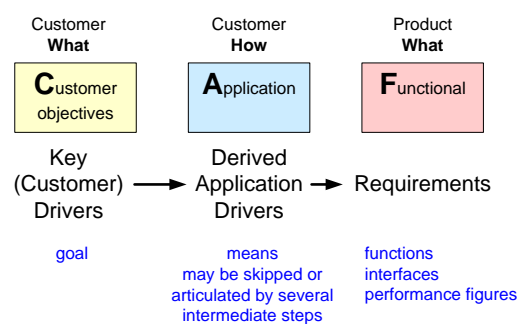 Customer
What
Customer
How
Product
What
Customer
objectives
Application
Functional
Key
(Customer)
Drivers
Derived
Application
Drivers
Requirements
goal
means
may be skipped or
articulated by several
intermediate steps
functions
interfaces
performance figures